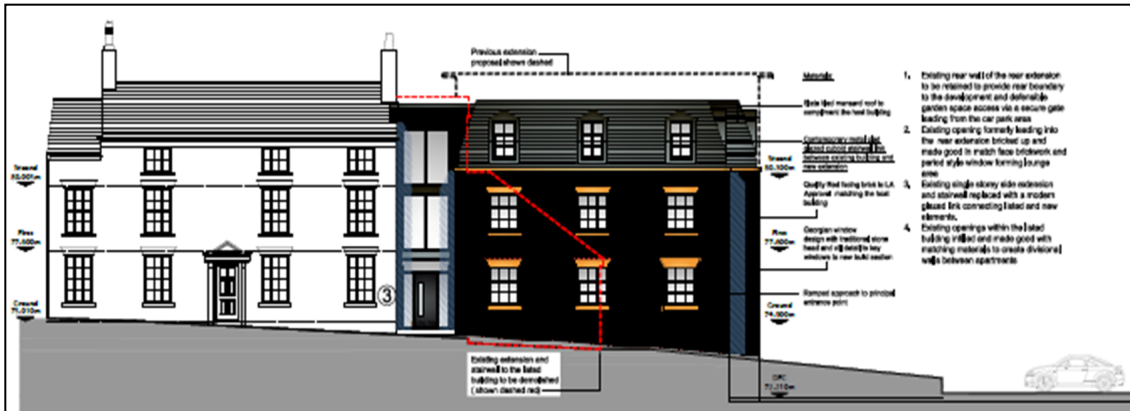 Previous extension
proposal shown dashed
Materials
Slate tiled mansard roof to
compliment the host building
Contemporary metal clad
glazed cuboid stairwell link
between existing building and
new extension
Quality Red facing brick to LA
Approval matching the host
building
Georgian window
design with traditional stone
head and sill detail to key
windows to new build section
Ramped approach to principal
entrance point
1. Existing rear wall of the rear extension
to be retained to provide rear boundary
to the development and defensible
garden space access via a secure gate
leading from the car park area
2. Existing opening formerly leading into
the rear extension bricked up and
made good in match face brickwork and
period style window forming lounge
area
3. Existing single storey side extension
and stairwell replaced with a modern
glazed link connecting listed and new
elements.
4. Existing openings within the listed
building infilled and made good with
matching materials to create divisional
walls between apartments
Second
First
77.400m
Ground
Second
80.100m
First
77.400m
Ground
74.500m
3
Existing extension and
stairwell to the listed
building to be demolished
(shown dashed red)